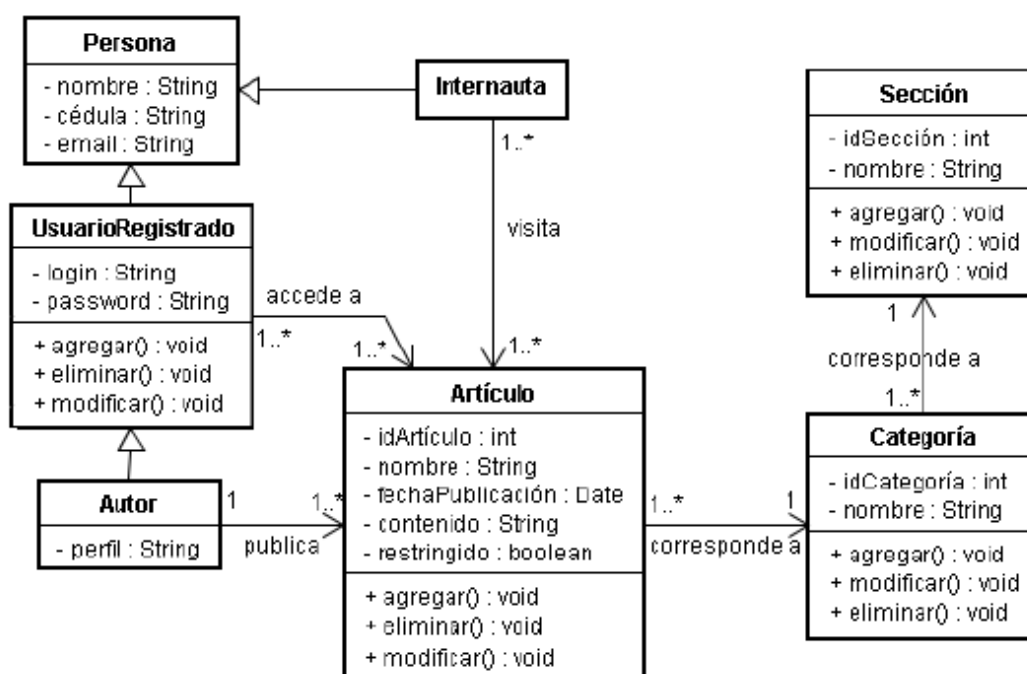 Persona
- nombre : String
- cédula : String
- email : String
Internauta
1..*
visita
1..*
Sección
- idSección : int
- nombre : String
+ agregar() : void
+ modificar() : void
+ eliminar() : void
UsuarioRegistrado
- login : String
- password : String
+ agregar() : void
+ eliminar() : void
+ modificar() : void
accede a
1..*
1..*
1
corresponde a
1..*
Artículo
- idArtículo : int
- nombre : String
- fechaPublicación : Date
- contenido : String
- restringido : boolean
+ agregar() : void
+ eliminar() : void
+ modificar() : void
Autor
- perfil : String
1
1..*
publica
1..*
1
corresponde a
Categoría
- idCategoría : int
- nombre : String
+ agregar() : void
+ modificar() : void
+ eliminar() : void